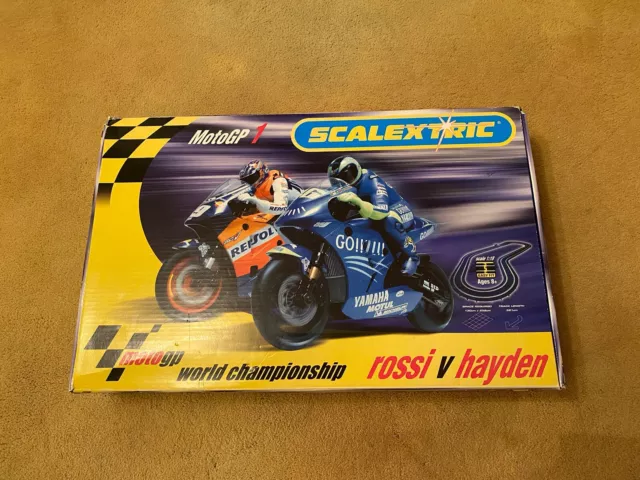 MotoGP 1
SCALEXTRIC
REPSOL
GO!!!!!!
YAMAHA
MOTUL
Ages 8+
motogp
world championship
rossi v hayden